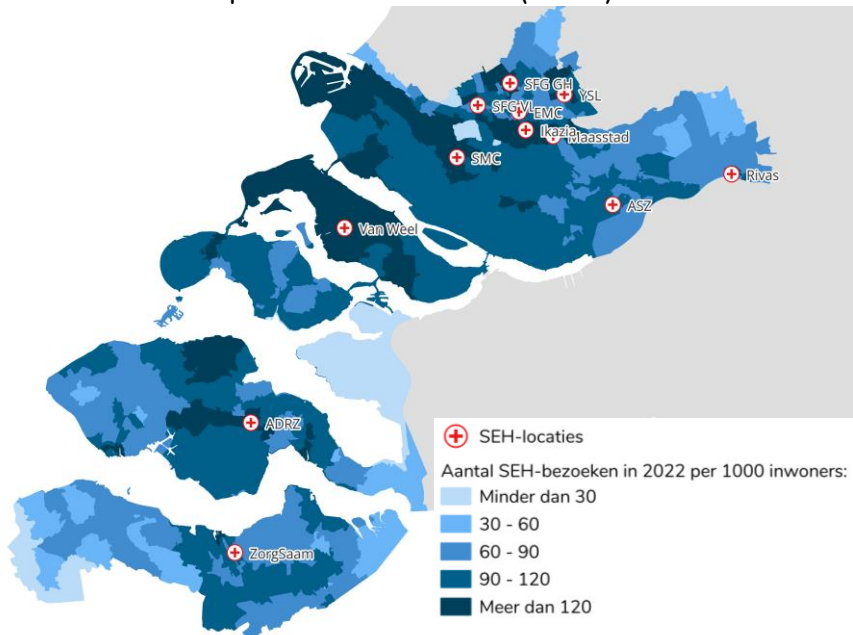 SFG GH
YSL
SFG VL
EMC
Ikazia
Maasstad
SMC
Rivas
ASZ
Van Weel
ADRZ
SEH-locaties
Aantal SEH-bezoeken in 2022 per 1000 inwoners:
Minder dan 30
30 - 60
ZorgSaam
60 - 90
90 - 120
Meer dan 120